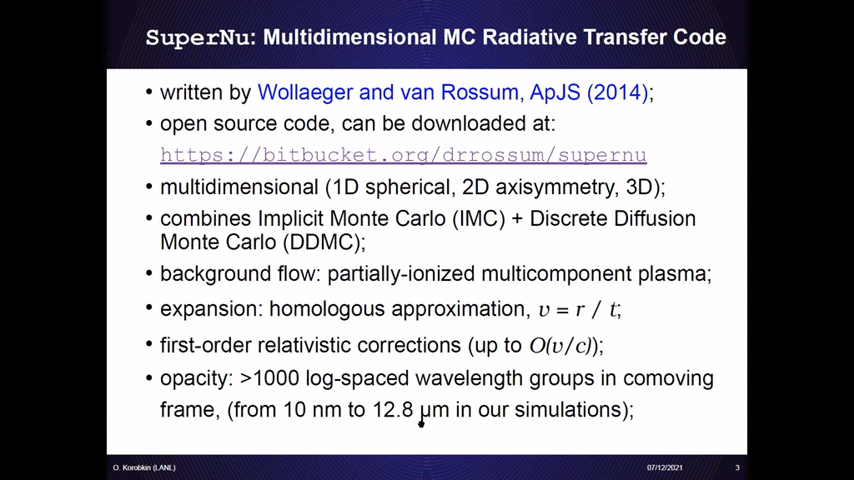 SuperNu: Multidimensional MC Radiative Transfer Code
• written by Wollaeger and van Rossum, ApJS (2014);
• open source code, can be downloaded at:
https://bitbucket.org/drrossum/supernu
• multidimensional (1D spherical, 2D axisymmetry, 3D);
• combines Implicit Monte Carlo (IMC) + Discrete Diffusion
Monte Carlo (DDMC);
• background flow: partially-ionized multicomponent plasma;
• expansion: homologous approximation, v = r / t;
• first-order relativistic corrections (up to O(v/c));
• opacity: >1000 log-spaced wavelength groups in comoving
frame, (from 10 nm to 12.8 μm in our simulations);
O. Korobkin (LANL) 07/12/2021 3